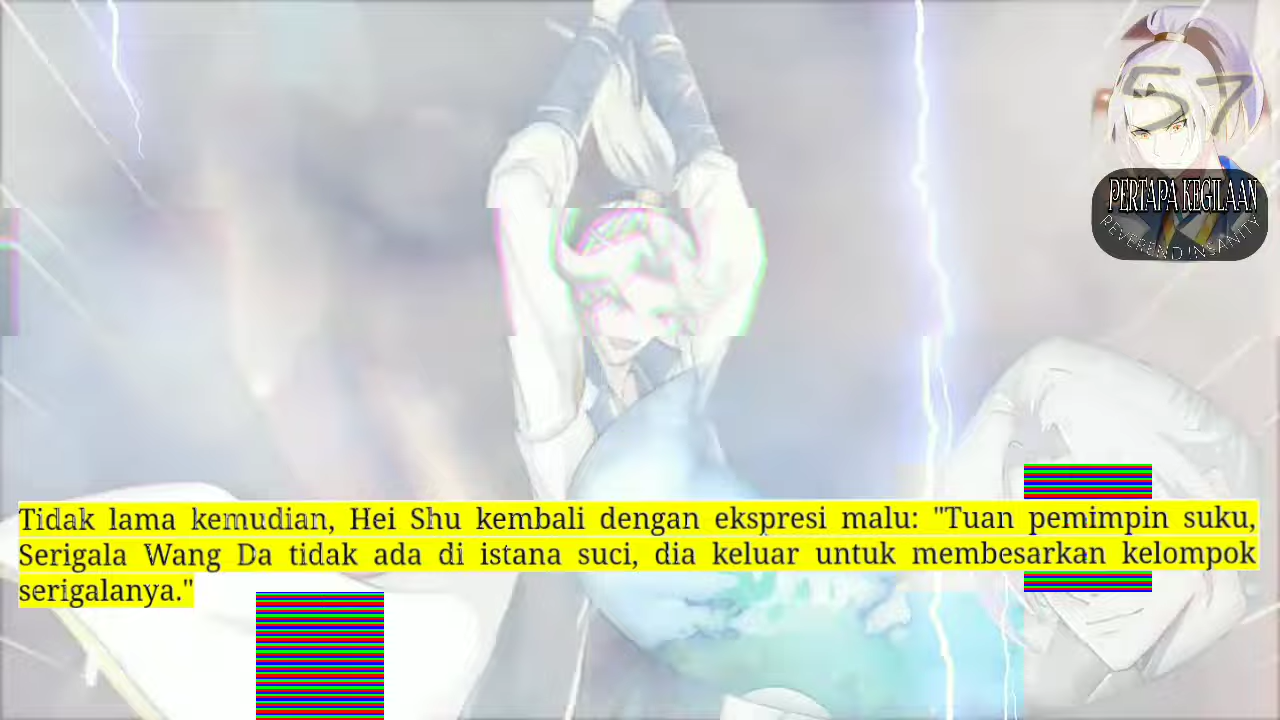 57
PERTAPA KEGILAAN
REVEREND INSANITY
Tidak lama kemudian, Hei Shu kembali dengan ekspresi malu: "Tuan pemimpin suku,
Serigala Wang Da tidak ada di istana suci, dia keluar untuk membesarkan kelompok
serigalanya."